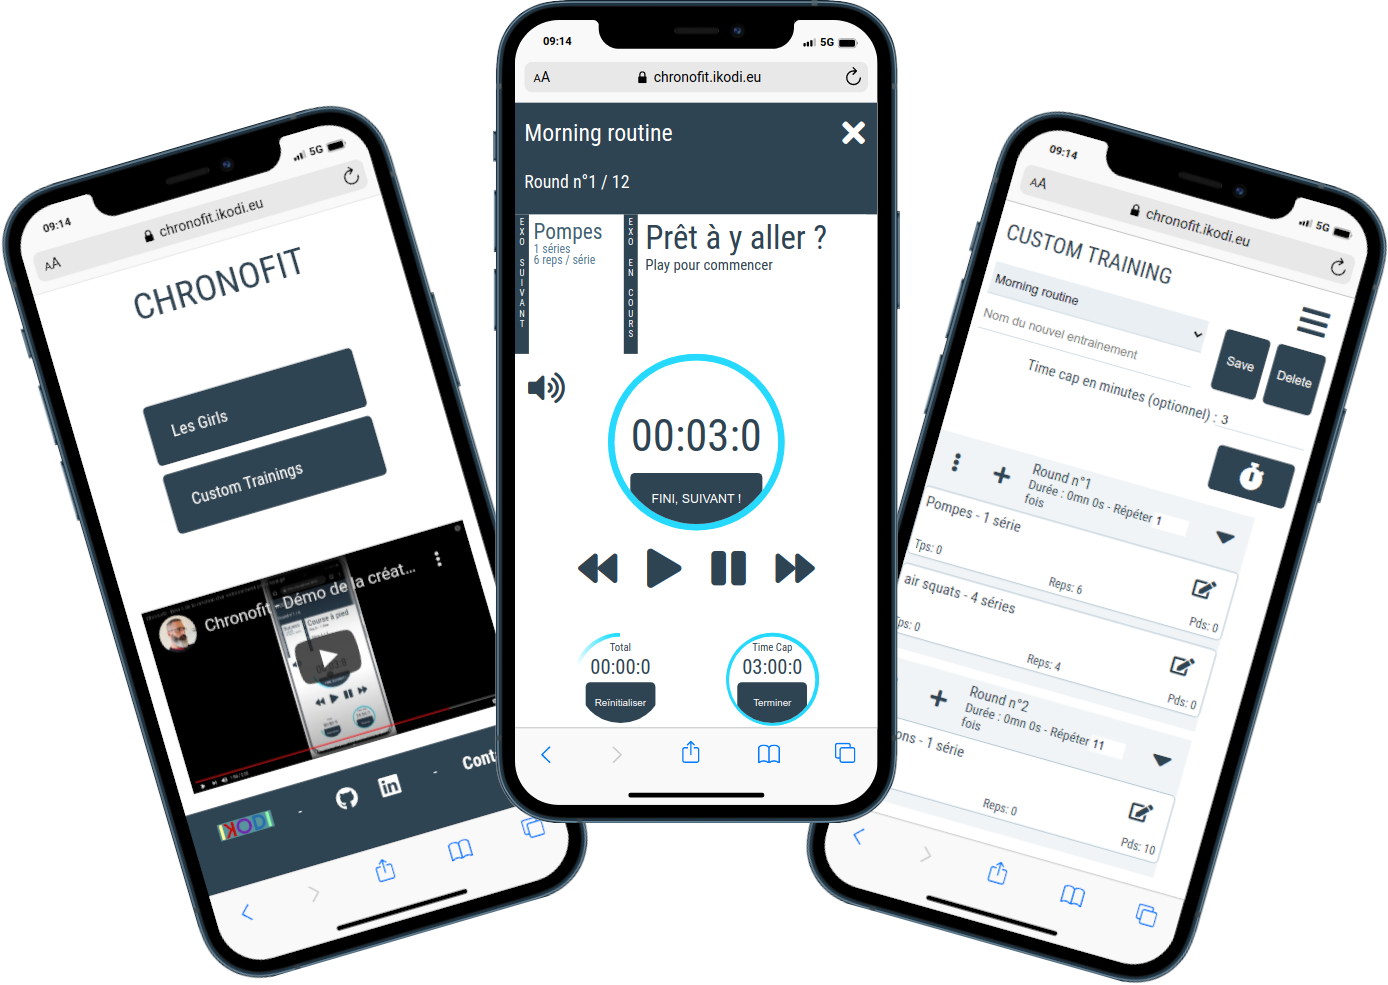 09:14
5G
AA
chronofit.ikodi.eu
CHRONOFIT
Les Girls
Custom Trainings
Chronofit - Démo de la créat...
Course à pied
IKODI
-
-
Cont
09:14
5G
AA
chronofit.ikodi.eu
Morning routine
Round n°1 / 12
EXO SUIVANT
Pompes
1 séries
6 reps / série
EXO EN COURS
Prêt à y aller ?
Play pour commencer
00:03:0
FINI, SUIVANT !
Total
00:00:0
Reïnitialiser
Time Cap
03:00:0
Terminer
09:14
5G
AA
chronofit.ikodi.eu
CUSTOM TRAINING
Morning routine
Nom du nouvel entrainement
Save
Delete
Time cap en minutes (optionnel) : 3
Round n°1
Durée : 0mn 0s - Répéter 1
fois
Pompes - 1 série
Tps: 0
Reps: 6
Pds: 0
air squats - 4 séries
ps: 0
Reps: 4
Pds: 0
Round n°2
Durée : 0mn 0s - Répéter 11
fois
ons - 1 série
Reps: 0
Pds: 10